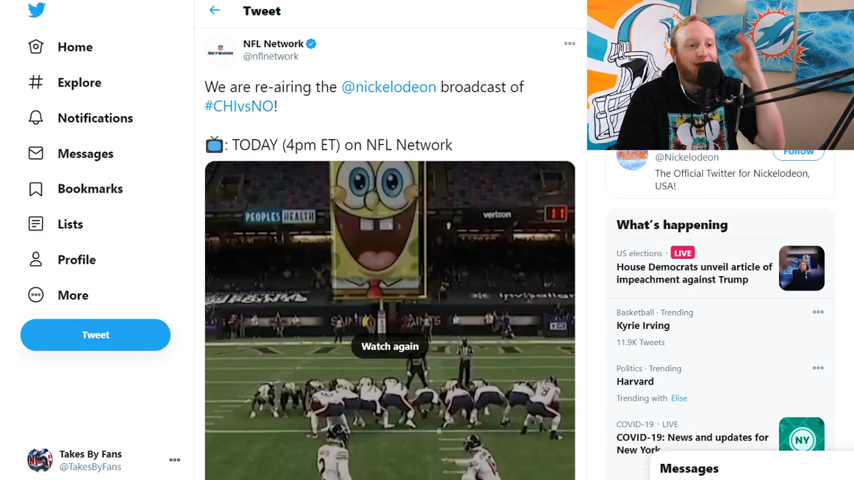 Tweet
Home
Explore
Notifications
Messages
Bookmarks
Lists
Profile
More
Tweet
Takes By Fans
@TakesByFans
NFL Network
@nflnetwork
We are re-airing the @nickelodeon broadcast of
#CHIvsNO!
: TODAY (4pm ET) on NFL Network
PEOPLES HEALTH
verizon
11
Watch again
Follow
@Nickelodeon
The Official Twitter for Nickelodeon,
USA!
What's happening
US elections · LIVE
House Democrats unveil article of
impeachment against Trump
Basketball · Trending
Kyrie Irving
11.9K Tweets
Politics · Trending
Harvard
Trending with Elise
COVID-19 · LIVE
COVID-19: News and updates for
New York
NY
Messages